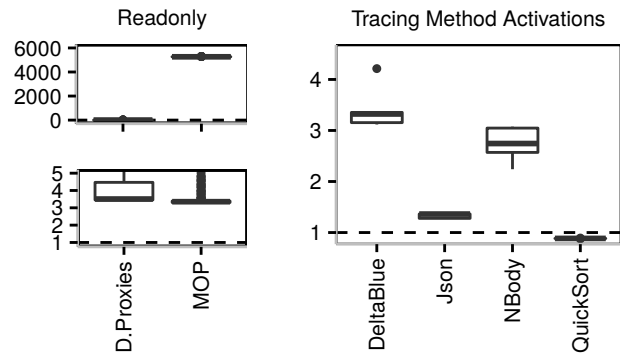 Readonly
6000
4000
2000
0
5
4
3
2
1
D.Proxies
MOP
Tracing Method Activations
4
3
2
1
DeltaBlue
Json
NBody
QuickSort